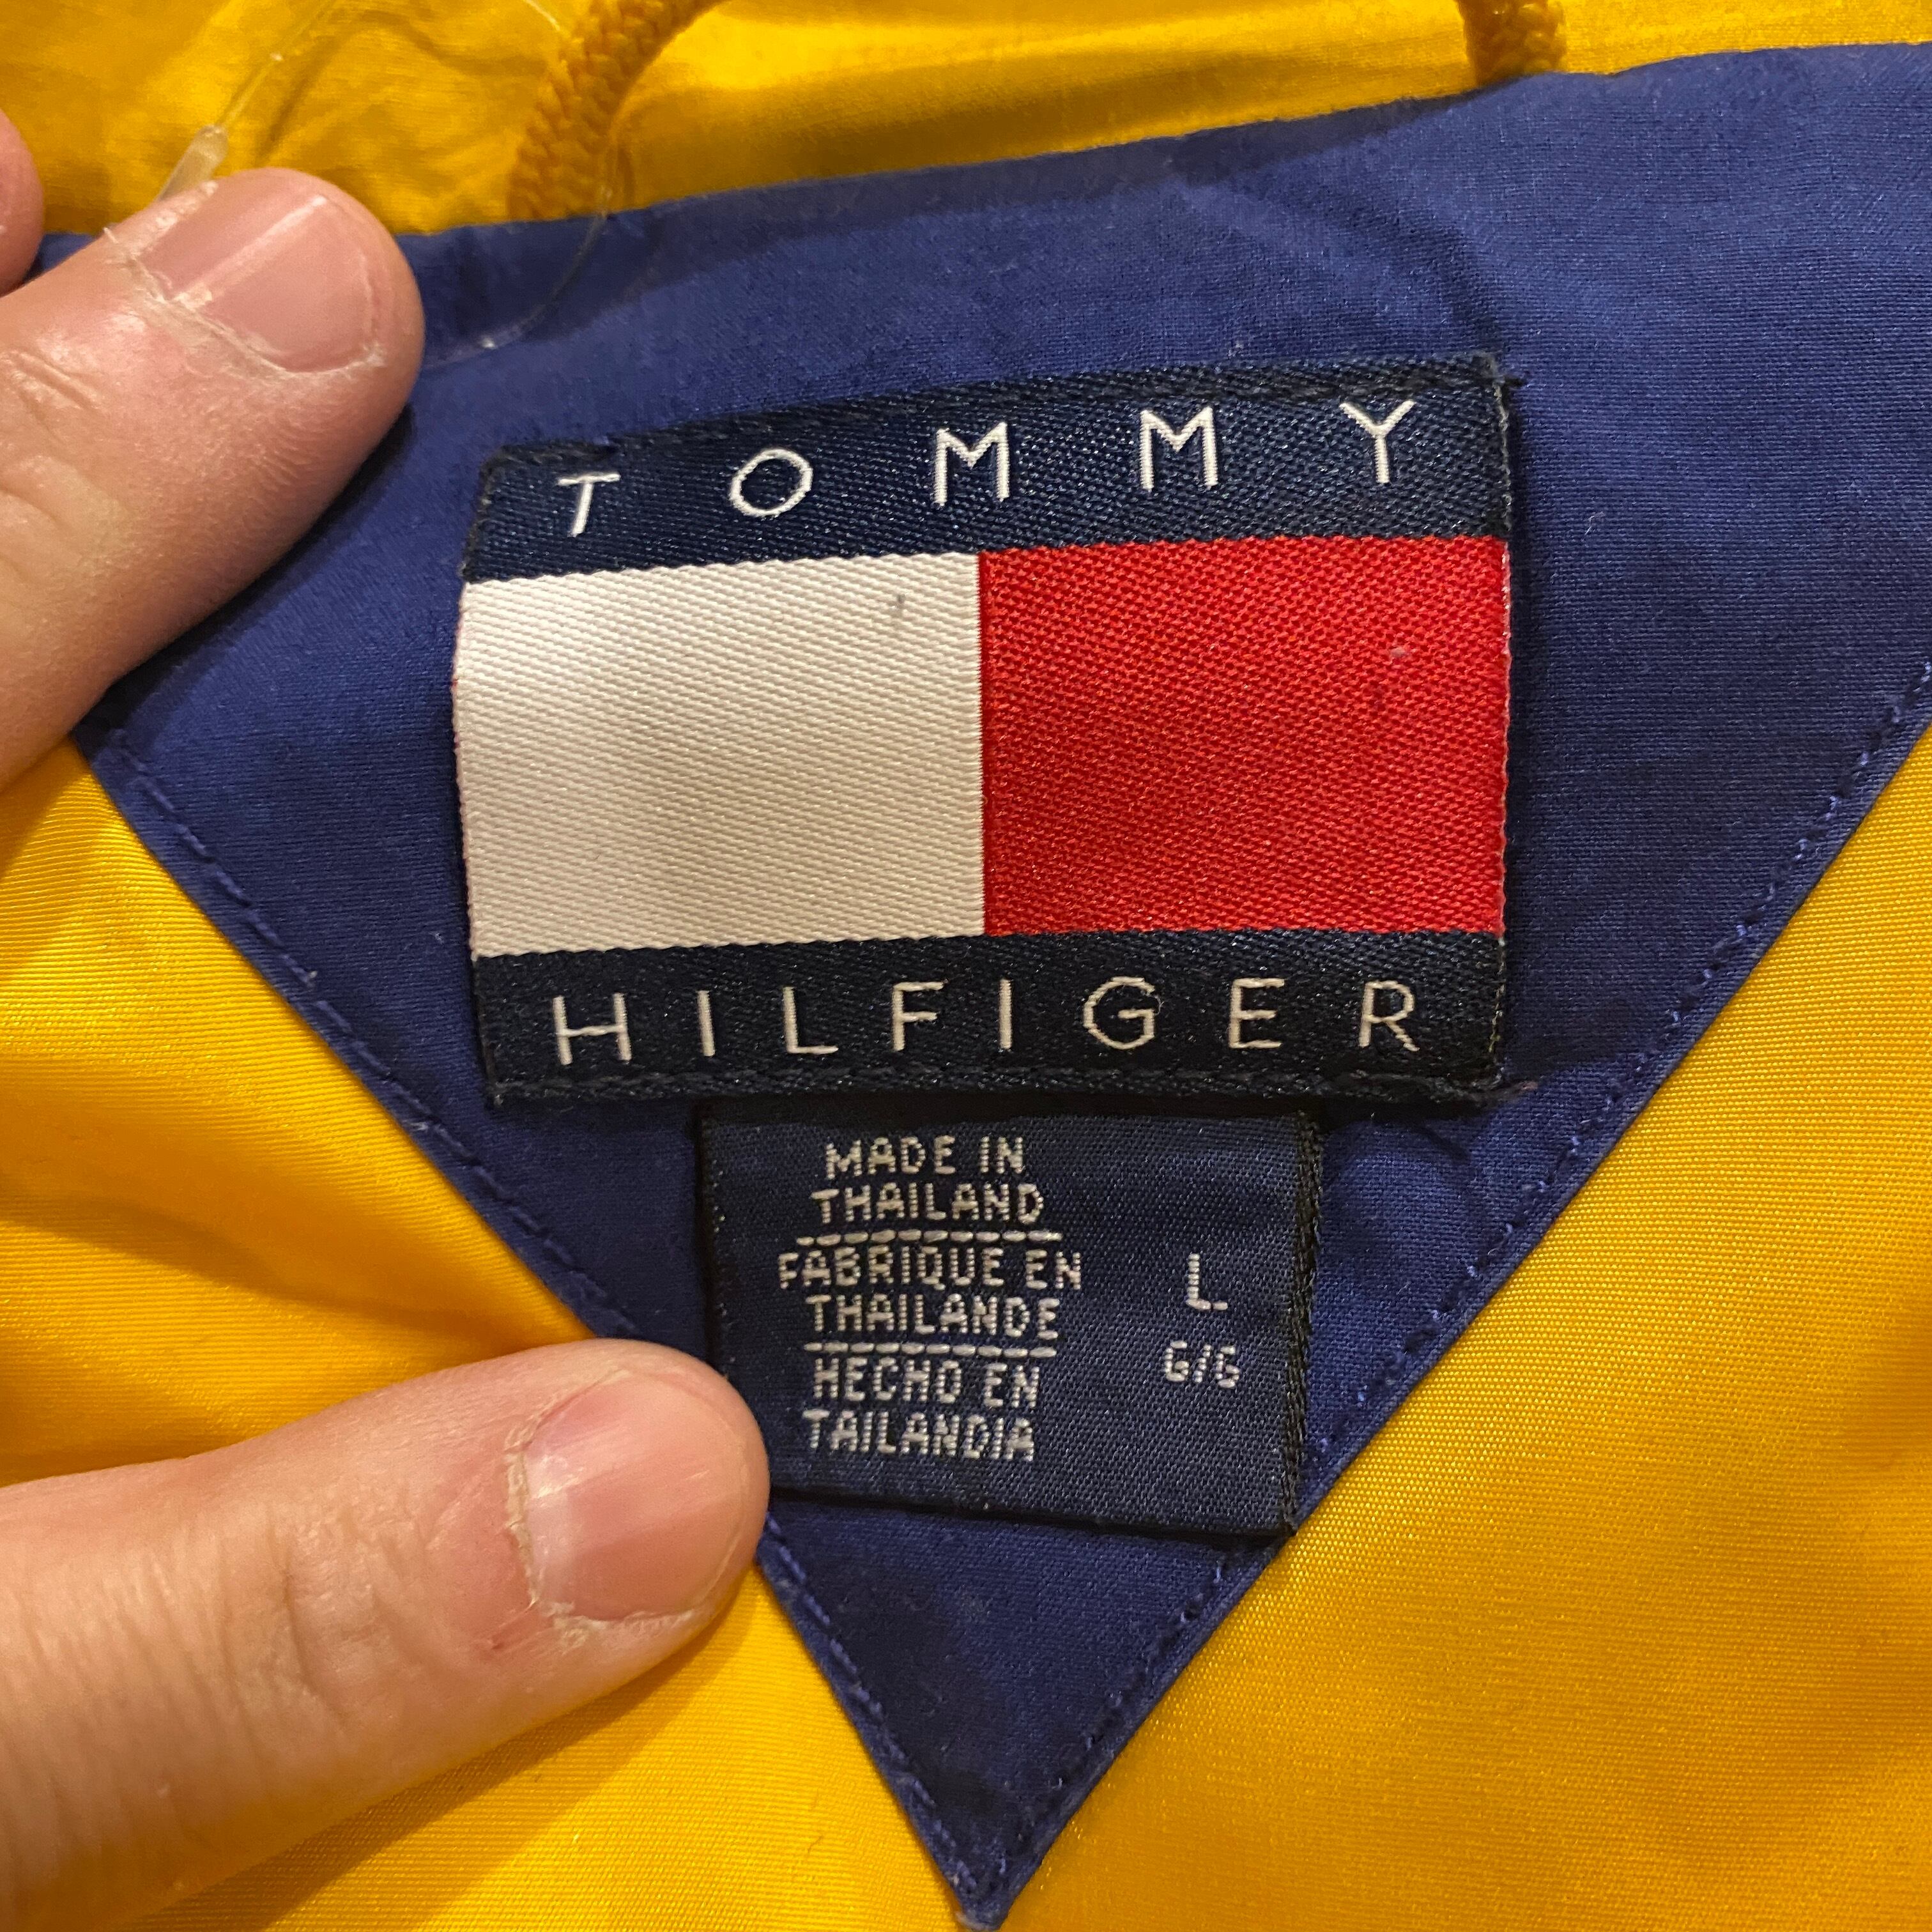 TOMMY
HILFIGER
MADE IN
THAILAND
FABRIQUE EN
THAILANDE
HECHO EN
TAILANDIA
L
G/G